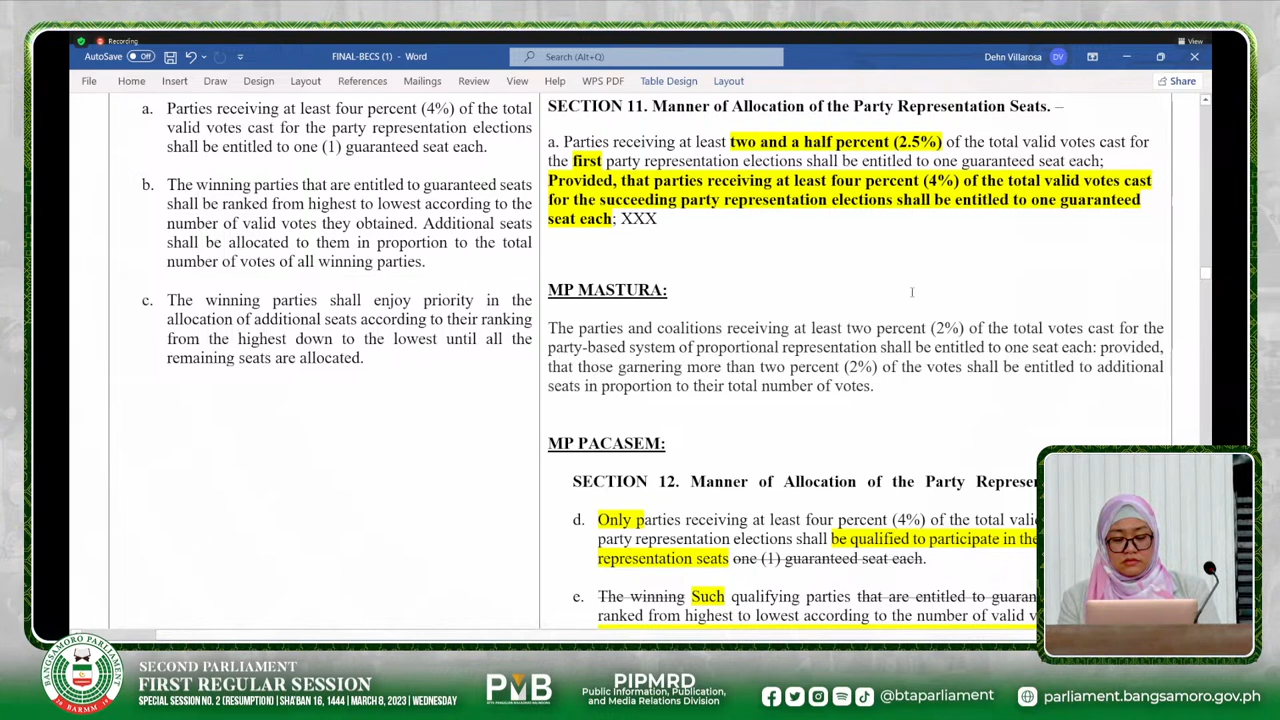 Recording
View
AutoSave Off
FINAL-BECS (1) - Word
Search (Alt+Q)
Dehn Villarosa
DV
File Home Insert Draw Design Layout References Mailings Review View Help WPS PDF Table Design Layout
Share
a. Parties receiving at least four percent (4%) of the total
valid votes cast for the party representation elections
shall be entitled to one (1) guaranteed seat each.
b. The winning parties that are entitled to guaranteed seats
shall be ranked from highest to lowest according to the
number of valid votes they obtained. Additional seats
shall be allocated to them in proportion to the total
number of votes of all winning parties.
c. The winning parties shall enjoy priority in the
allocation of additional seats according to their ranking
from the highest down to the lowest until all the
remaining seats are allocated.
SECTION 11. Manner of Allocation of the Party Representation Seats. –
a. Parties receiving at least two and a half percent (2.5%) of the total valid votes cast for
the first party representation elections shall be entitled to one guaranteed seat each;
Provided, that parties receiving at least four percent (4%) of the total valid votes cast
for the succeeding party representation elections shall be entitled to one guaranteed
seat each; XXX
MP MASTURA:
The parties and coalitions receiving at least two percent (2%) of the total votes cast for the
party-based system of proportional representation shall be entitled to one seat each: provided,
that those garnering more than two percent (2%) of the votes shall be entitled to additional
seats in proportion to their total number of votes.
MP PACASEM:
SECTION 12. Manner of Allocation of the Party
d. Only parties receiving at least four percent (4%) of the total
party representation elections shall be qualified to participate in the
representation seats one (1) guaranteed seat each.
e. The winning Such qualifying parties that are entitled to
ranked from highest to lowest according to the number of valid
BANGSAMORO PARLIAMENT
BARMM
SECOND PARLIAMENT
FIRST REGULAR SESSION
SPECIAL SESSION NO. 2 (RESUMPTION) | SHA'BAN 16, 1444 | MARCH 8, 2023 | WEDNESDAY
PIPMRD
Public Information, Publication,
and Media Relations Division
@btaparliament
parliament.bangsamoro.gov.ph